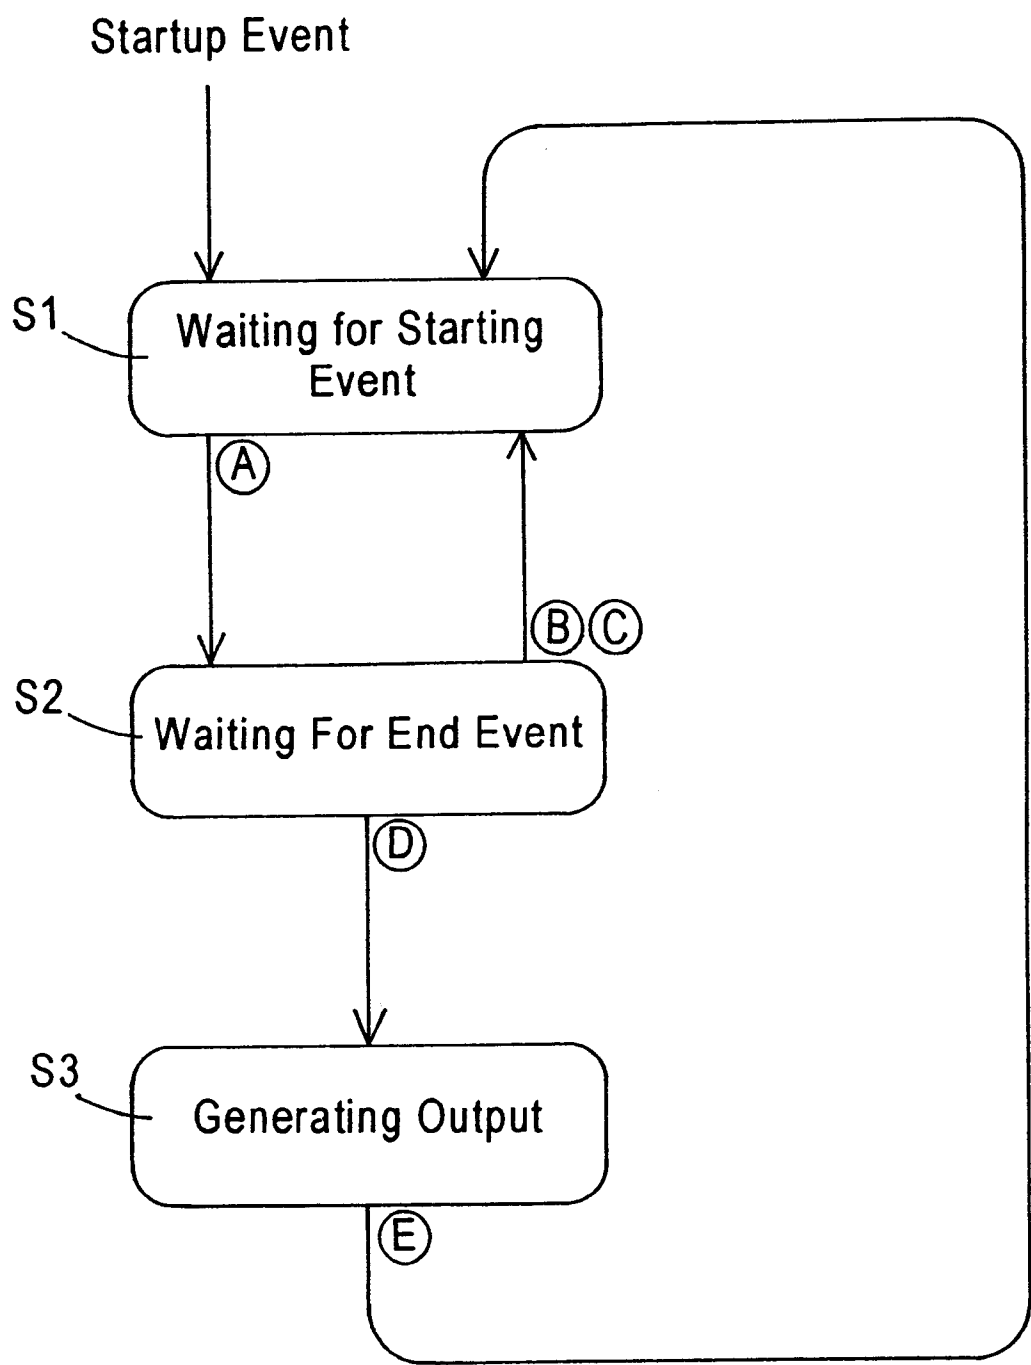 Startup Event
S1
Waiting for Starting
Event
A
B C
S2
Waiting For End Event
D
S3
Generating Output
E